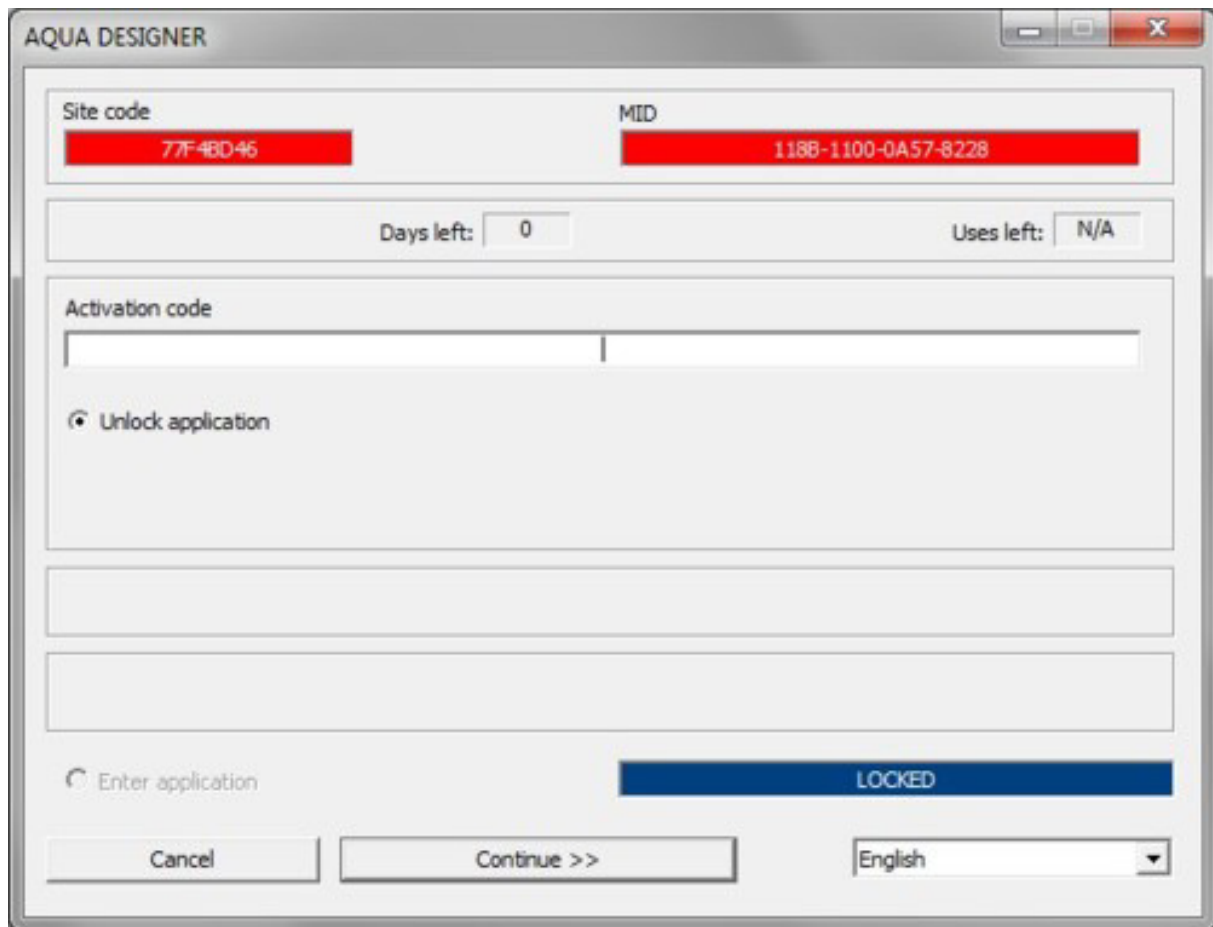 AQUA DESIGNER
Site code
MID
77F4BD46
118B-1100-0A57-8228
Days left: 0
Uses left: N/A
Activation code
Unlock application
Enter application
LOCKED
Cancel
Continue >>
English